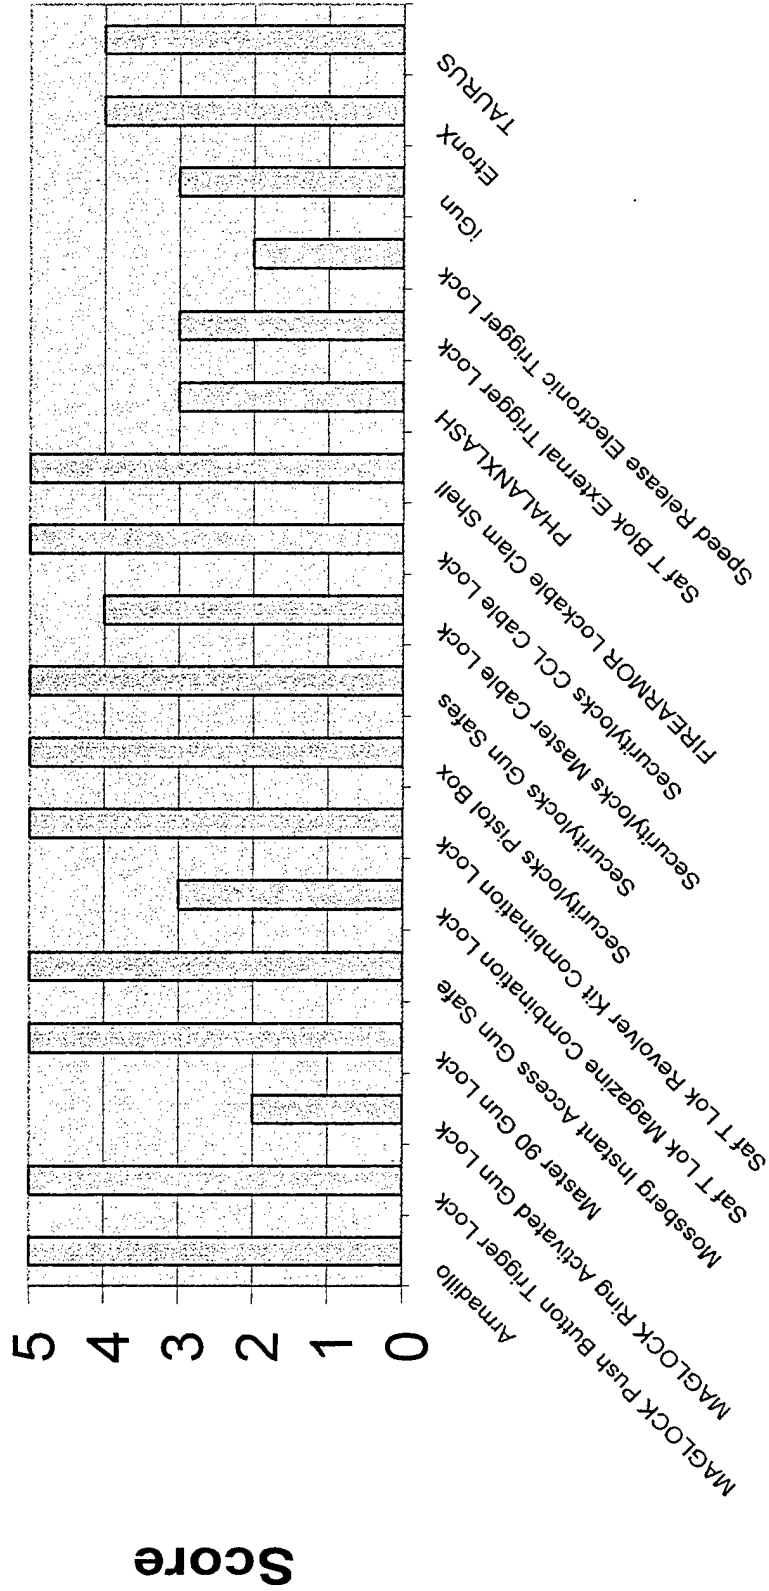 Score
5
4
3
2
1
0
Armadillo
MAGLOCK Push Button Trigger Lock
MAGLOCK Ring Activated Gun Lock
Master 90 Gun Lock
Mossberg Instant Access Gun Safe
Saf T Lok Magazine Combination Lock
Saf T Lok Revolver Kit Combination Lock
Securitylocks Pistol Box
Securitylocks Gun Safes
Securitylocks Master Cable Lock
Securitylocks CCL Cable Lock
FIREARMOR Lockable Clam Shell
PHALANXLASH
Saf T Blok External Trigger Lock
Speed Release Electronic Trigger Lock
iGun
EtronX
TAURUS